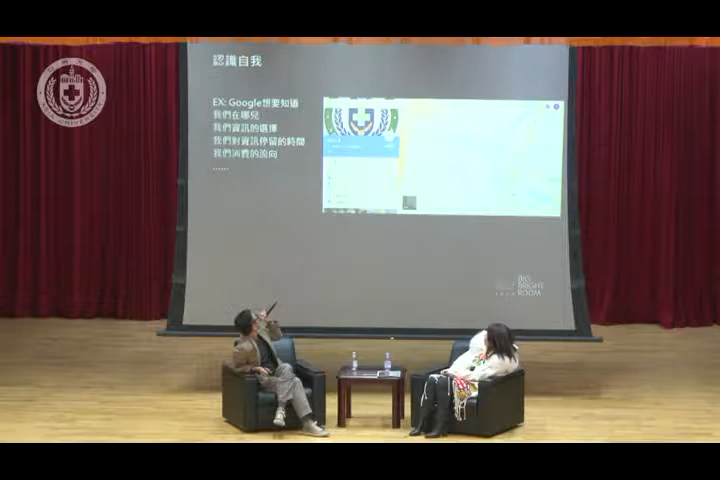 認識自我
EX: Google想要知道
我們在哪兒
我們資訊的選擇
我們對資訊停留的時間
我們消費的流向
......
BIG
BRIGHT
ROOM